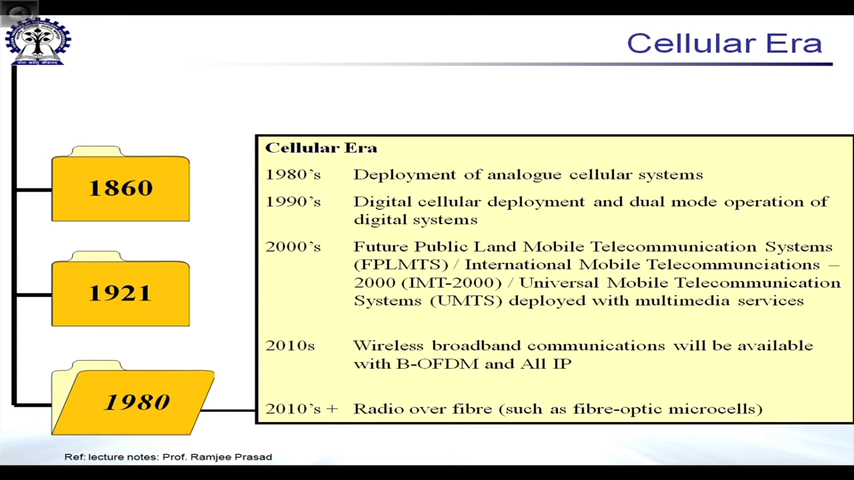 Cellular Era
1860
1921
1980
Cellular Era
1980's Deployment of analogue cellular systems
1990's Digital cellular deployment and dual mode operation of
digital systems
2000's Future Public Land Mobile Telecommunication Systems
(FPLMTS) / International Mobile Telecommunciations –
2000 (IMT-2000) / Universal Mobile Telecommunication
Systems (UMTS) deployed with multimedia services
2010s Wireless broadband communications will be available
with B-OFDM and All IP
2010's + Radio over fibre (such as fibre-optic microcells)
Ref: lecture notes: Prof. Ramjee Prasad